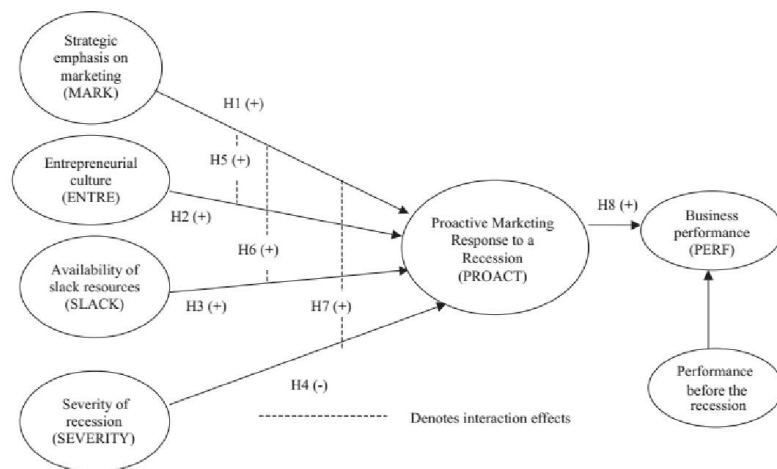 Strategic
emphasis on
marketing
(MARK)
H1 (+)
H5 (+)
Entrepreneurial
culture
(ENTRE)
H2 (+)
H6 (+)
Availability of
slack resources
(SLACK)
H3 (+)
H7 (+)
Severity of
recession
(SEVERITY)
H4 (-)
Denotes interaction effects
Proactive Marketing
Response to a
Recession
(PROACT)
H8 (+)
Business
performance
(PERF)
Performance
before the
recession